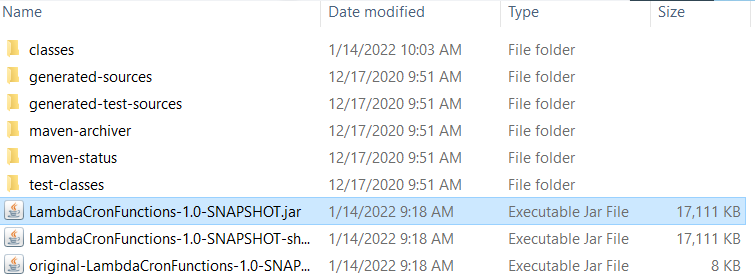 Name Date modified Type Size
classes 1/14/2022 10:03 AM File folder
generated-sources 12/17/2020 9:51 AM File folder
generated-test-sources 12/17/2020 9:51 AM File folder
maven-archiver 12/17/2020 9:51 AM File folder
maven-status 12/17/2020 9:51 AM File folder
test-classes 12/17/2020 9:51 AM File folder
LambdaCronFunctions-1.0-SNAPSHOT.jar 1/14/2022 9:18 AM Executable Jar File 17,111 KB
LambdaCronFunctions-1.0-SNAPSHOT-sh... 1/14/2022 9:18 AM Executable Jar File 17,111 KB
original-LambdaCronFunctions-1.0-SNAP... 1/14/2022 9:18 AM Executable Jar File 8 KB